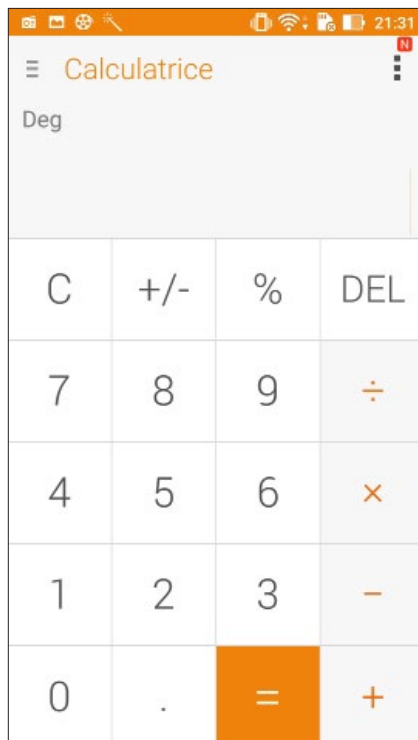 21:31
N
Calculatrice
Deg
C +/- % DEL
7 8 9 ÷
4 5 6 ×
1 2 3 −
0 . = +